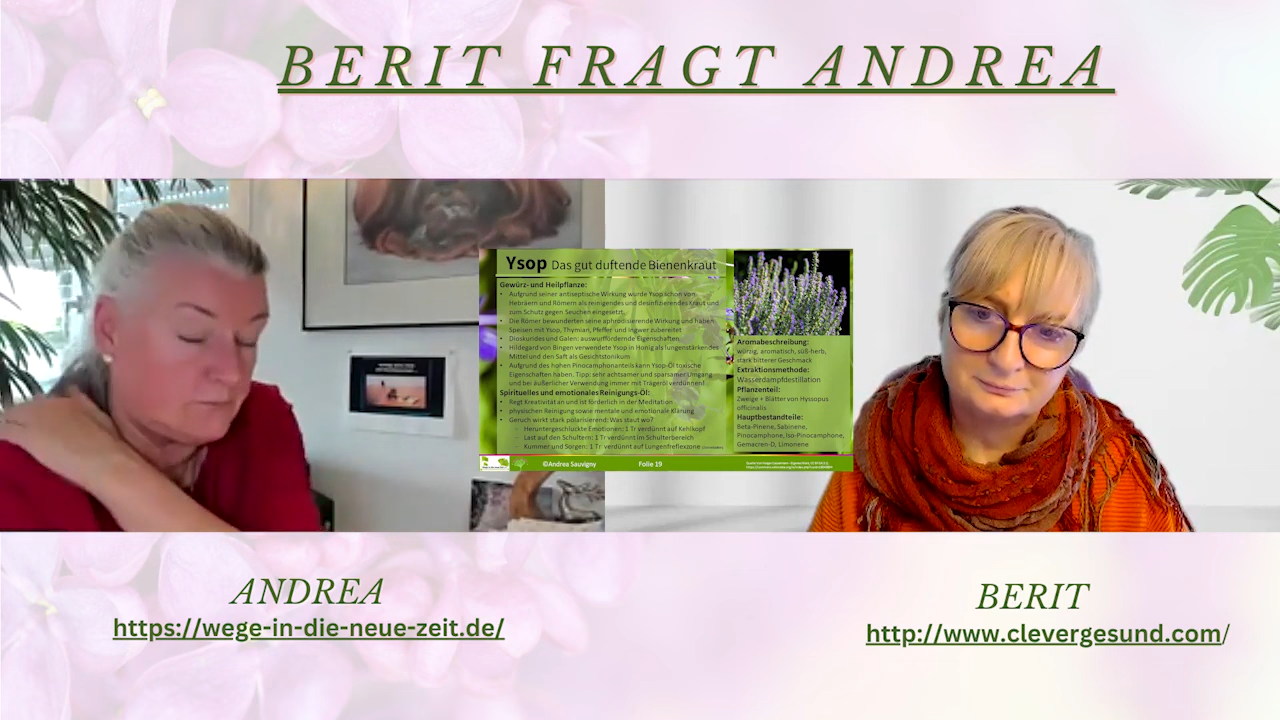 BERIT FRAGT ANDREA
Ysop Das gut duftende Bienenkraut
Gewürz- und Heilpflanze:
• Aufgrund seiner antiseptische Wirkung wurde Ysop schon von
Hebräern und Römern als reinigendes und desinfizierendes Kraut und
zum Schutz gegen Seuchen eingesetzt.
• Die Römer bewunderten seine aphrodisierende Wirkung und haben
Speisen mit Ysop, Thymian, Pfeffer und Ingwer zubereitet
• Dioskurides und Galen: auswurffördernde Eigenschaften
• Hildegard von Bingen verwendete Ysop in Honig als lungenstärkendes
Mittel und den Saft als Gesichtstonikum
• Aufgrund des hohen Pinocamphonanteils kann Ysop-Öl toxische
Eigenschaften haben. Tipp: sehr achtsamer und sparsamer Umgang
und bei äußerlicher Verwendung immer mit Trägeröl verdünnen!
Spirituelles und emotionales Reinigungs-Öl:
• Regt Kreativität an und ist förderlich in der Meditation
• physischen Reinigung sowie mentale und emotionale Klärung
• Geruch wirkt stark polarisierend: Was staut wo?
- Heruntergeschluckte Emotionen: 1 Tr verdünnt auf Kehlkopf
- Last auf den Schultern: 1 Tr verdünnt im Schulterbereich
- Kummer und Sorgen: 1 Tr verdünnt auf Lungenreflexzone
Aromabeschreibung:
würzig, aromatisch, süß-herb,
stark bitterer Geschmack
Extraktionsmethode:
Wasserdampfdestillation
Pflanzenteil:
Zweige + Blätter von Hyssopus
officinalis
Hauptbestandteile:
Beta-Pinene, Sabinene,
Pinocamphone, Iso-Pinocamphone,
Gemacren-D, Limonene
©Andrea Sauvigny Folie 19
ANDREA
https://wege-in-die-neue-zeit.de/
BERIT
http://www.clevergesund.com/